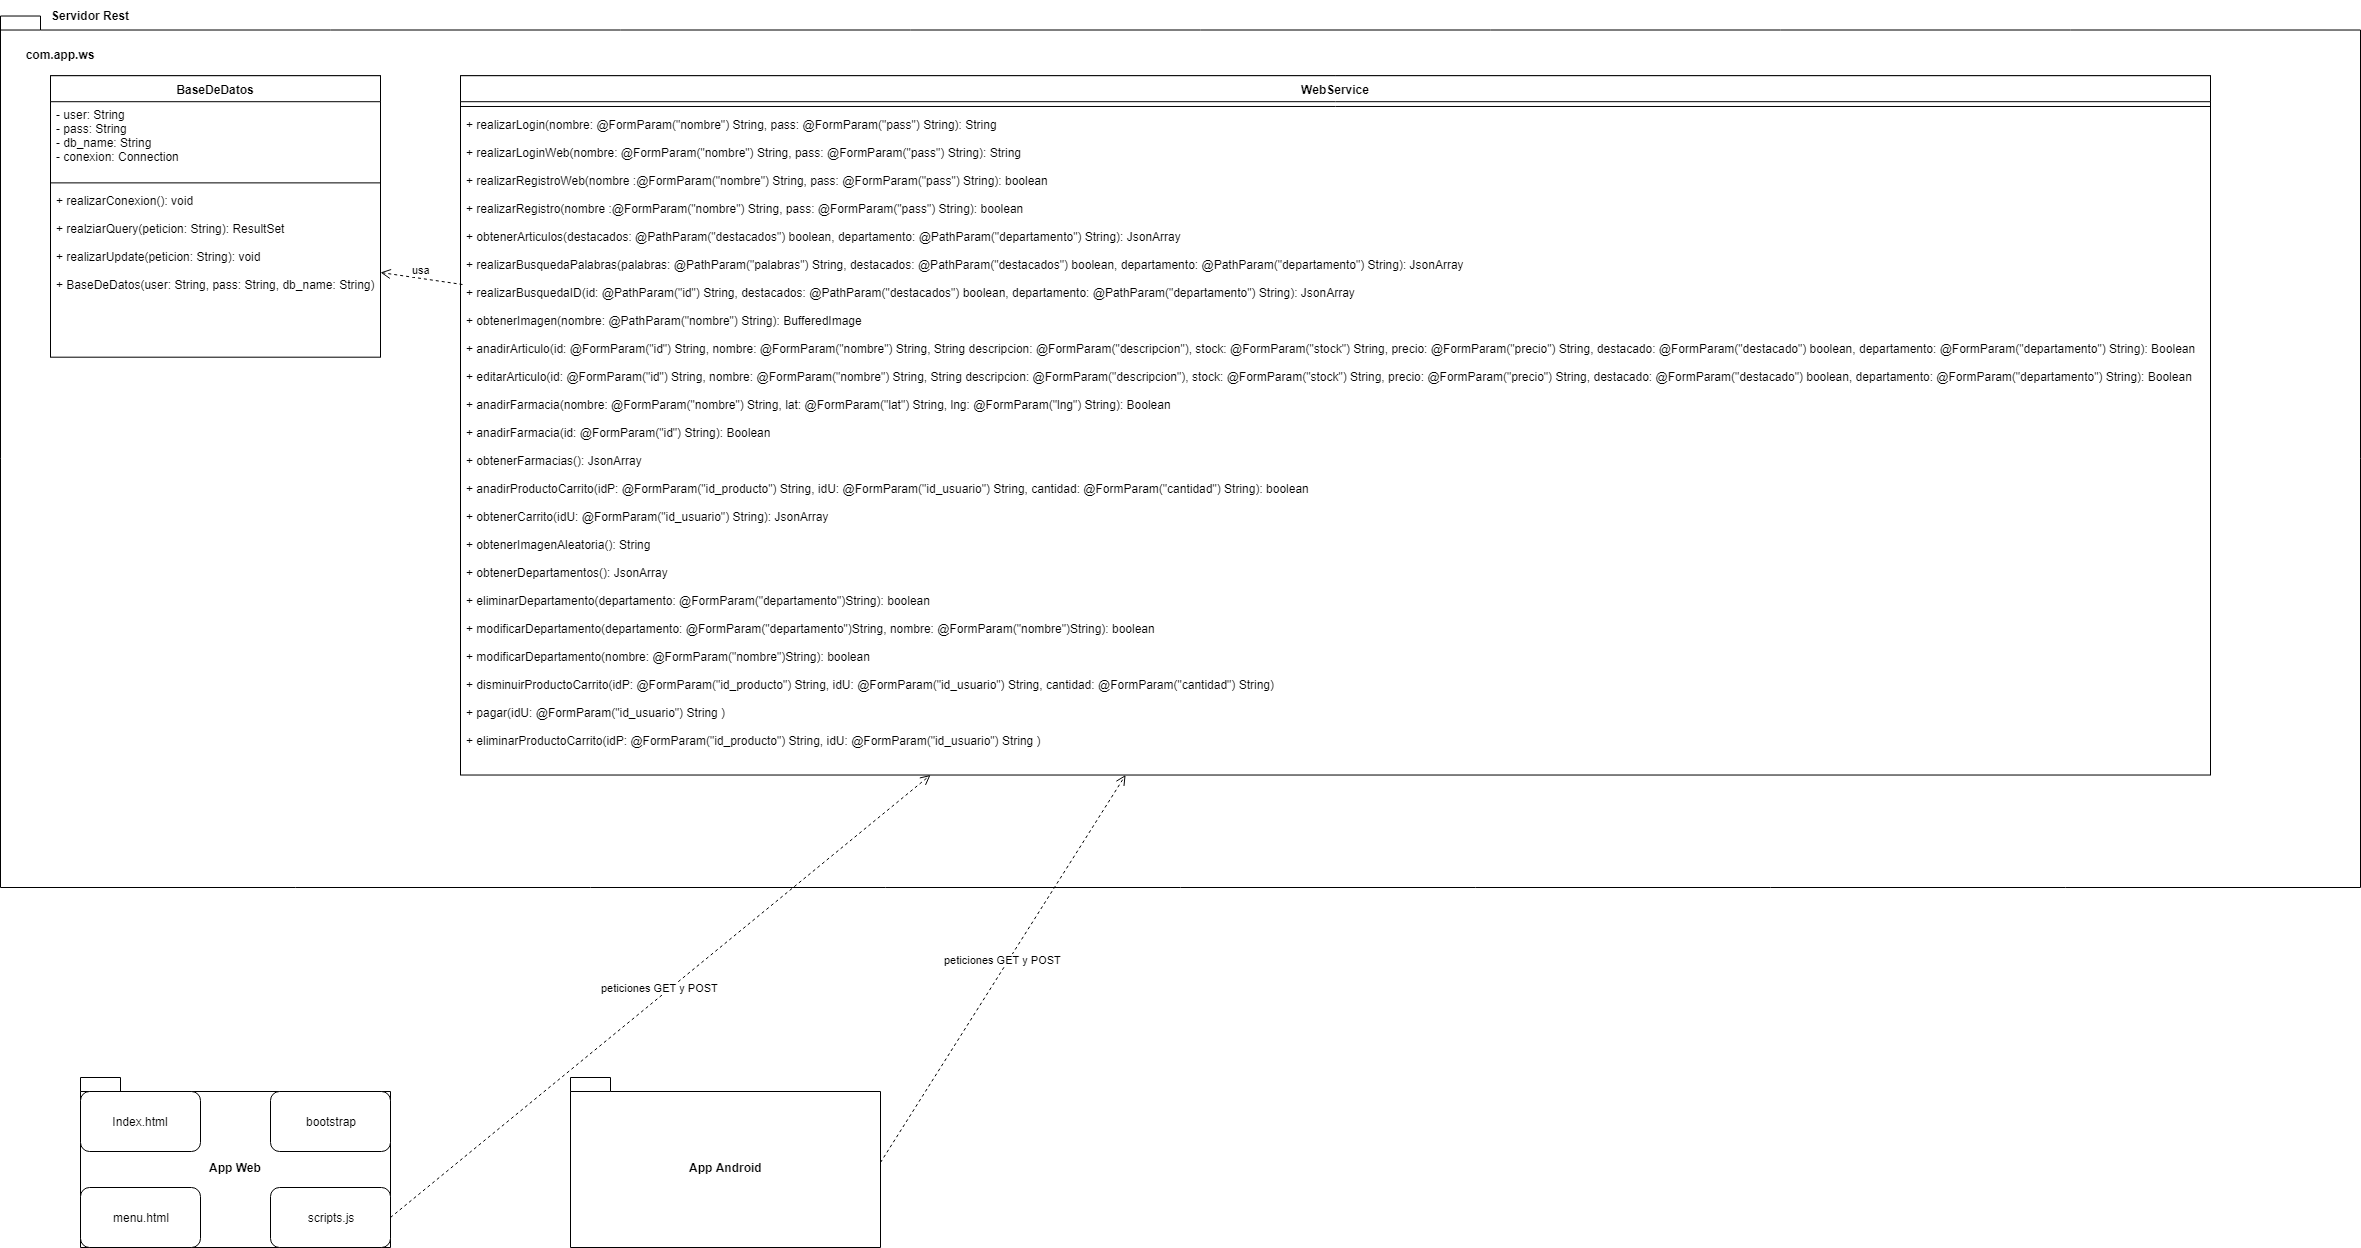 Servidor Rest
com.app.ws
BaseDeDatos
- user: String
- pass: String
- db_name: String
- conexion: Connection
+ realizarConexion(): void
+ realziarQuery(peticion: String): ResultSet
+ realizarUpdate(peticion: String): void
+ BaseDeDatos(user: String, pass: String, db_name: String)
usa
WebService
+ realizarLogin(nombre: @FormParam("nombre") String, pass: @FormParam("pass") String): String
+ realizarLoginWeb(nombre: @FormParam("nombre") String, pass: @FormParam("pass") String): String
+ realizarRegistroWeb(nombre :@FormParam("nombre") String, pass: @FormParam("pass") String): boolean
+ realizarRegistro(nombre :@FormParam("nombre") String, pass: @FormParam("pass") String): boolean
+ obtenerArticulos(destacados: @PathParam("destacados") boolean, departamento: @PathParam("departamento") String): JsonArray
+ realizarBusquedaPalabras(palabras: @PathParam("palabras") String, destacados: @PathParam("destacados") boolean, departamento: @PathParam("departamento") String): JsonArray
+ realizarBusquedaID(id: @PathParam("id") String, destacados: @PathParam("destacados") boolean, departamento: @PathParam("departamento") String): JsonArray
+ obtenerImagen(nombre: @PathParam("nombre") String): BufferedImage
+ anadirArticulo(id: @FormParam("id") String, nombre: @FormParam("nombre") String, String descripcion: @FormParam("descripcion"), stock: @FormParam("stock") String, precio: @FormParam("precio") String, destacado: @FormParam("destacado") boolean, departamento: @FormParam("departamento") String): Boolean
+ editarArticulo(id: @FormParam("id") String, nombre: @FormParam("nombre") String, String descripcion: @FormParam("descripcion"), stock: @FormParam("stock") String, precio: @FormParam("precio") String, destacado: @FormParam("destacado") boolean, departamento: @FormParam("departamento") String): Boolean
+ anadirFarmacia(nombre: @FormParam("nombre") String, lat: @FormParam("lat") String, lng: @FormParam("lng") String): Boolean
+ anadirFarmacia(id: @FormParam("id") String): Boolean
+ obtenerFarmacias(): JsonArray
+ anadirProductoCarrito(idP: @FormParam("id_producto") String, idU: @FormParam("id_usuario") String, cantidad: @FormParam("cantidad") String): boolean
+ obtenerCarrito(idU: @FormParam("id_usuario") String): JsonArray
+ obtenerImagenAleatoria(): String
+ obtenerDepartamentos(): JsonArray
+ eliminarDepartamento(departamento: @FormParam("departamento")String): boolean
+ modificarDepartamento(departamento: @FormParam("departamento")String, nombre: @FormParam("nombre")String): boolean
+ modificarDepartamento(nombre: @FormParam("nombre")String): boolean
+ disminuirProductoCarrito(idP: @FormParam("id_producto") String, idU: @FormParam("id_usuario") String, cantidad: @FormParam("cantidad") String)
+ pagar(idU: @FormParam("id_usuario") String )
+ eliminarProductoCarrito(idP: @FormParam("id_producto") String, idU: @FormParam("id_usuario") String )
peticiones GET y POST
peticiones GET y POST
Index.html
bootstrap
App Web
menu.html
scripts.js
App Android